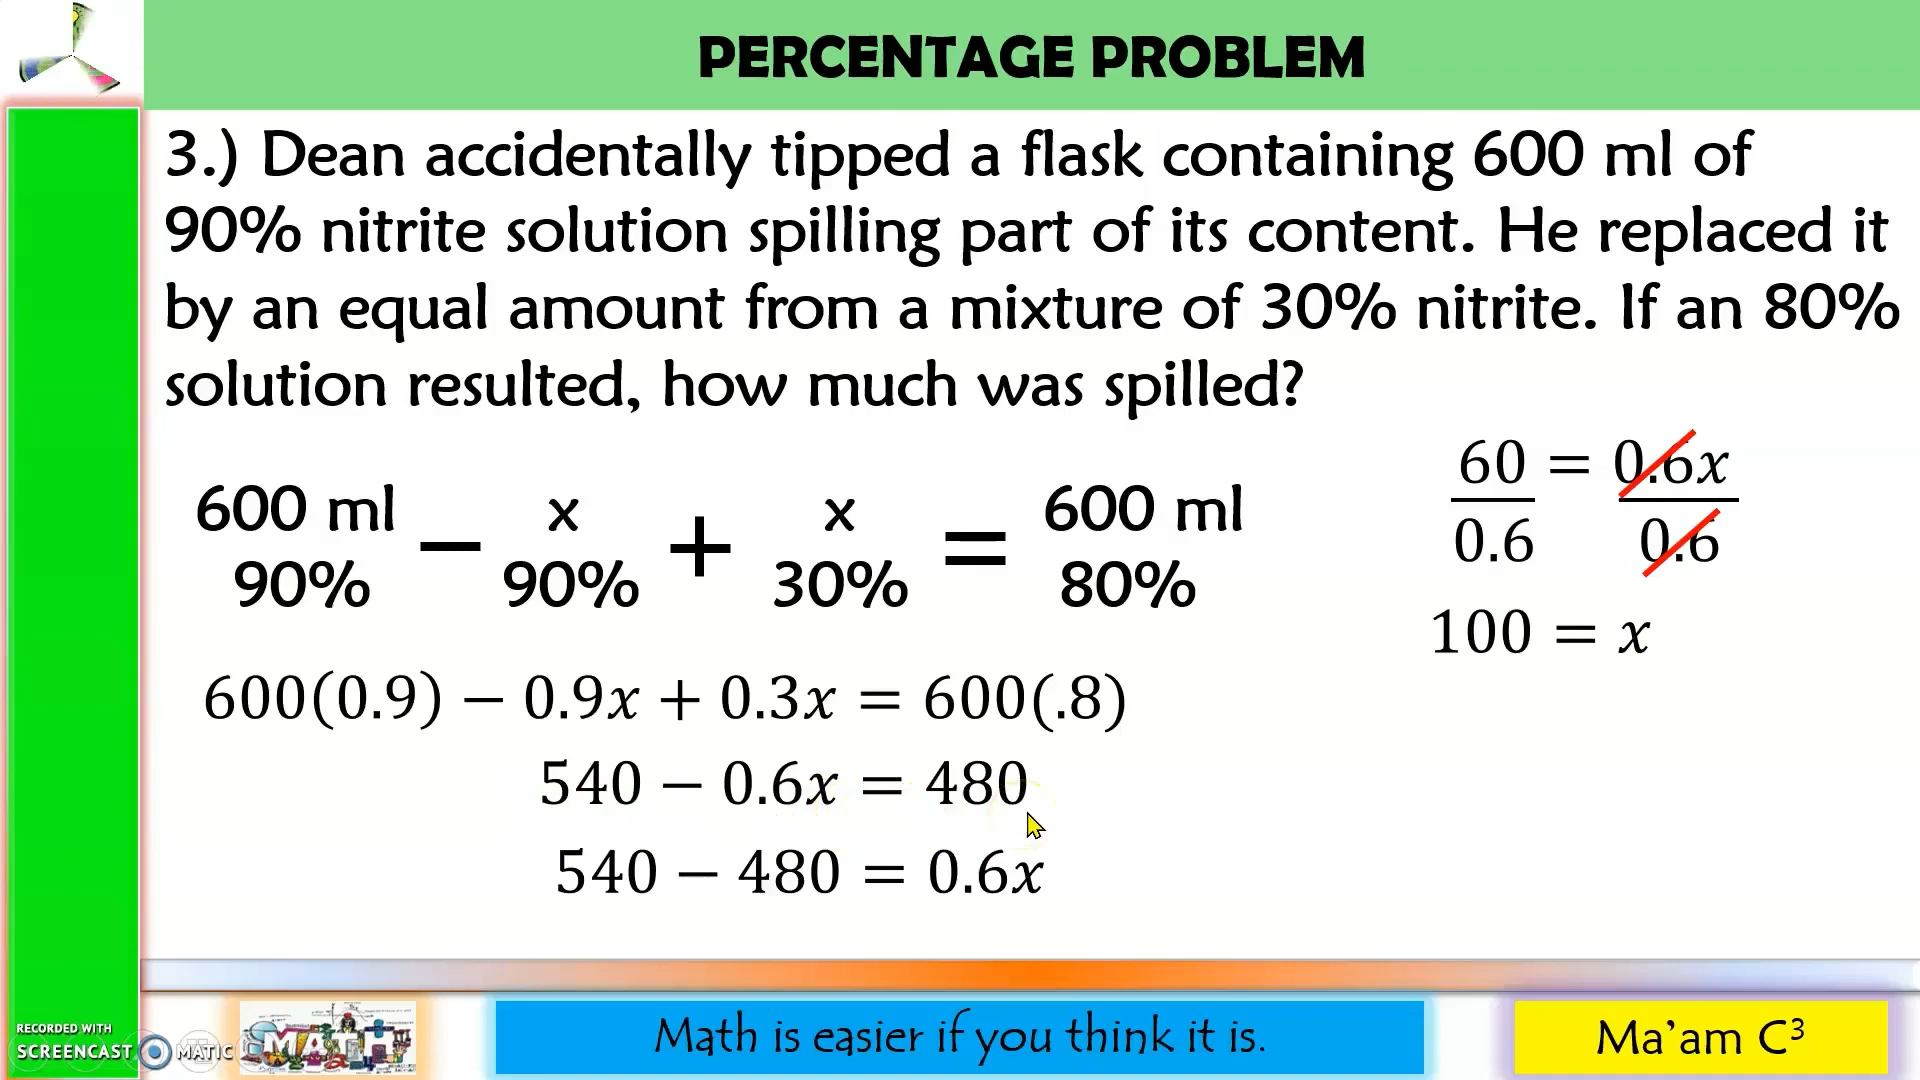 PERCENTAGE PROBLEM
3.) Dean accidentally tipped a flask containing 600 ml of
90% nitrite solution spilling part of its content. He replaced it
by an equal amount from a mixture of 30% nitrite. If an 80%
solution resulted, how much was spilled?
600 ml x x 600 ml
− + =
90% 90% 30% 80%
600(0.9) − 0.9x + 0.3x = 600(.8)
540 − 0.6x = 480
540 − 480 = 0.6x
60 = 0.6x
0.6 0.6
100 = x
RECORDED WITH
SCREENCAST MATIC
MATH
Math is easier if you think it is.
Ma'am C³